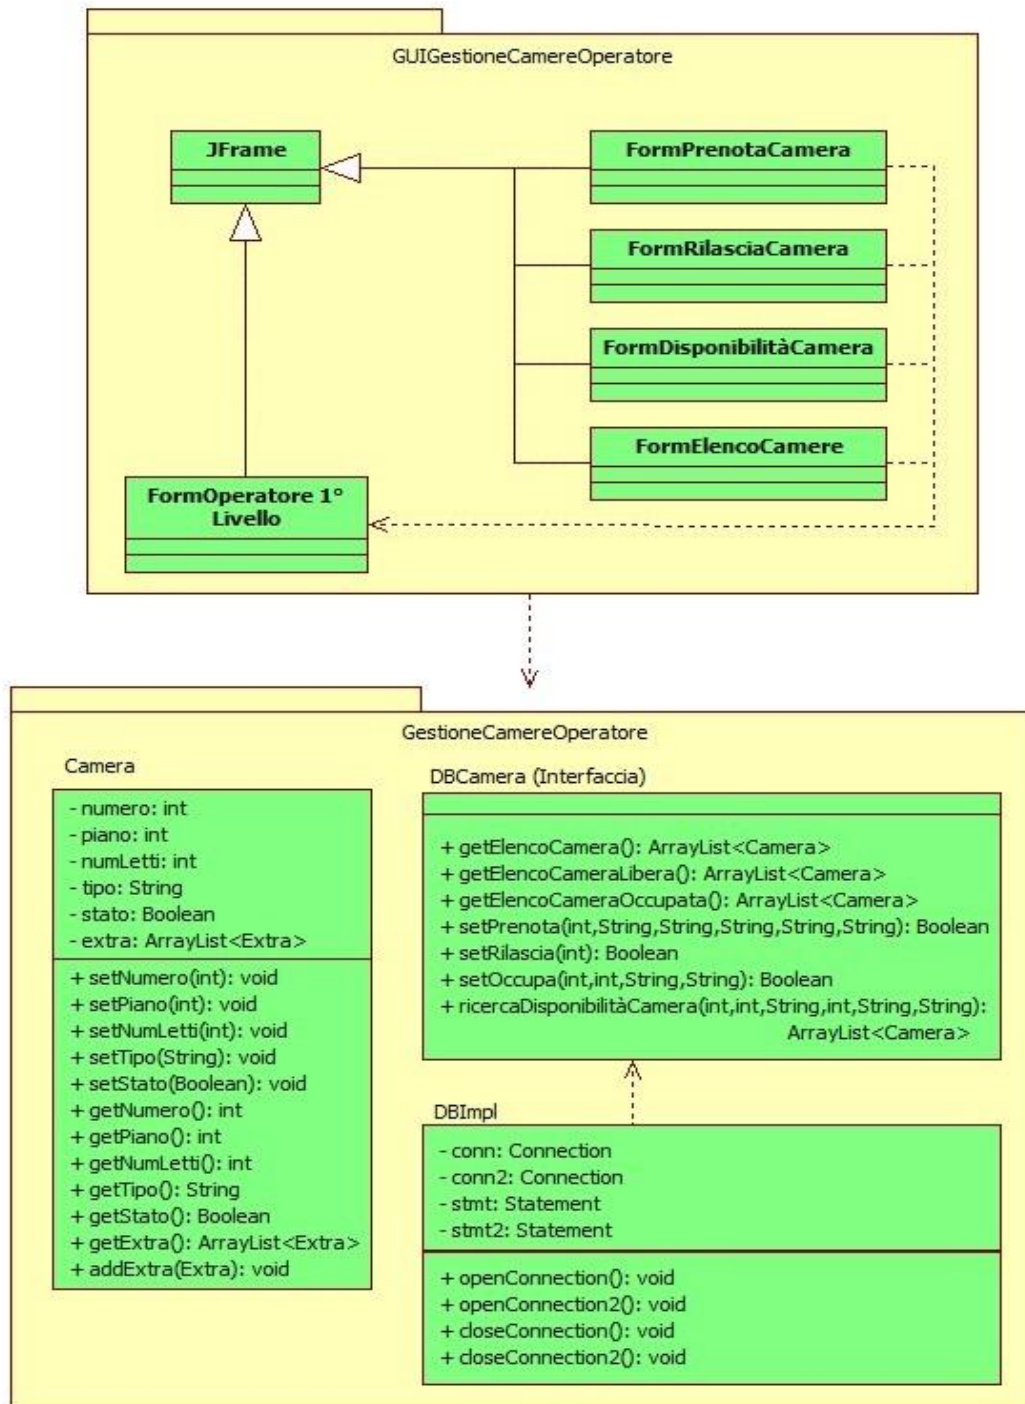 GUIGestioneCamereOperatore
JFrame
FormPrenotaCamera
FormRilasciaCamera
FormDisponibilitàCamera
FormElencoCamere
FormOperatore 1°
Livello
GestioneCamereOperatore
Camera
- numero: int
- piano: int
- numLetti: int
- tipo: String
- stato: Boolean
- extra: ArrayList<Extra>
+ setNumero(int): void
+ setPiano(int): void
+ setNumLetti(int): void
+ setTipo(String): void
+ setStato(Boolean): void
+ getNumero(): int
+ getPiano(): int
+ getNumLetti(): int
+ getTipo(): String
+ getStato(): Boolean
+ getExtra(): ArrayList<Extra>
+ addExtra(Extra): void
DBCamera (Interfaccia)
+ getElencoCamera(): ArrayList<Camera>
+ getElencoCameraLibera(): ArrayList<Camera>
+ getElencoCameraOccupata(): ArrayList<Camera>
+ setPrenota(int,String,String,String,String,String): Boolean
+ setRilascia(int): Boolean
+ setOccupa(int,int,String,String): Boolean
+ ricercaDisponibilitàCamera(int,int,String,int,String,String):
ArrayList<Camera>
DBImpl
- conn: Connection
- conn2: Connection
- stmt: Statement
- stmt2: Statement
+ openConnection(): void
+ openConnection2(): void
+ closeConnection(): void
+ closeConnection2(): void